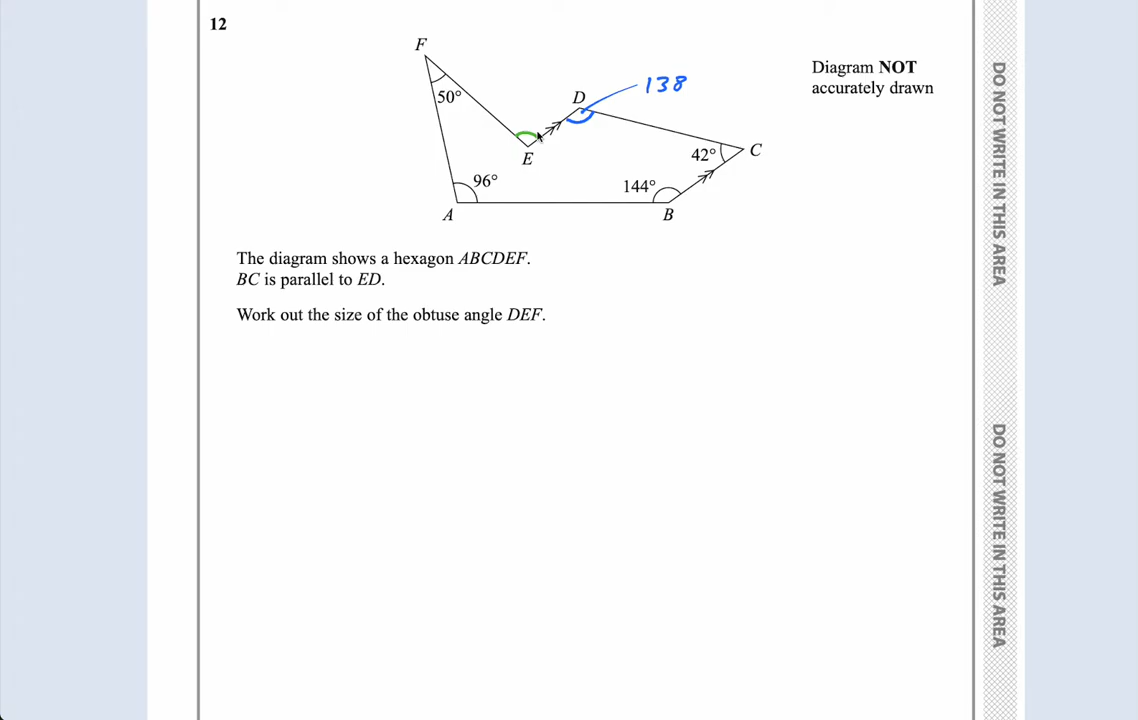 12
F
50°
D
138
E
42°
C
96°
144°
A
B
Diagram NOT
accurately drawn
The diagram shows a hexagon ABCDEF.
BC is parallel to ED.
Work out the size of the obtuse angle DEF.
DO NOT WRITE IN THIS AREA
DO NOT WRITE IN THIS AREA